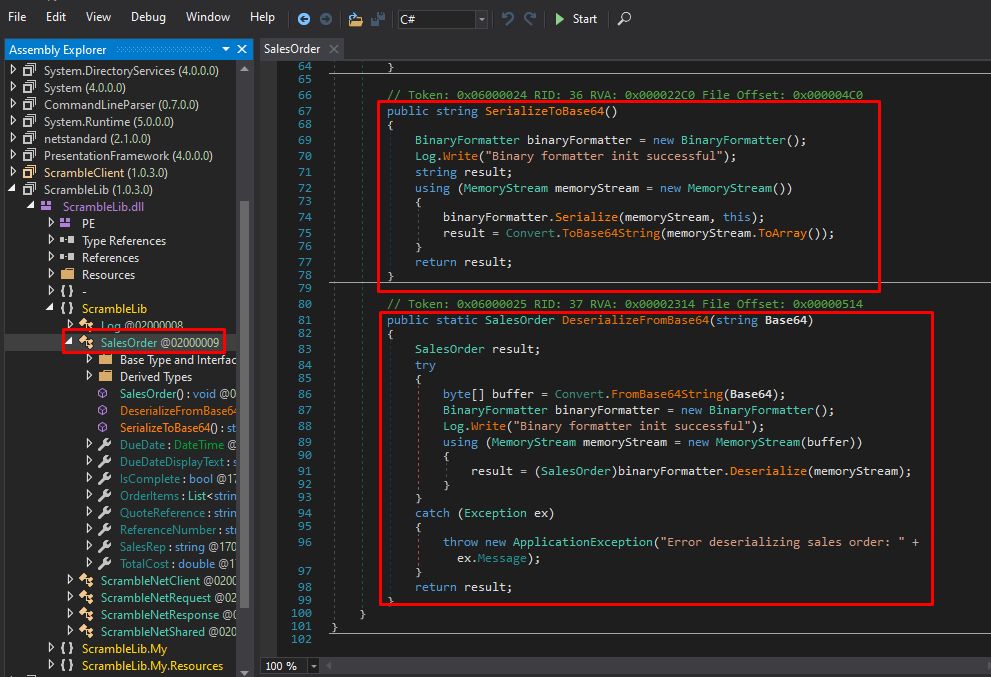 File Edit View Debug Window Help C# Start
Assembly Explorer
System.DirectoryServices (4.0.0.0)
System (4.0.0.0)
CommandLineParser (0.7.0.0)
System.Runtime (5.0.0.0)
netstandard (2.1.0.0)
PresentationFramework (4.0.0.0)
ScrambleClient (1.0.3.0)
ScrambleLib (1.0.3.0)
ScrambleLib.dll
PE
Type References
References
Resources
{ } -
{ } ScrambleLib
Log @02000008
SalesOrder @02000009
Base Type and Interfac
Derived Types
SalesOrder() : void @0
DeserializeFromBase64
SerializeToBase64() : st
DueDate : DateTime @
DueDateDisplayText : s
IsComplete : bool @17
OrderItems : List<string
QuoteReference : strin
ReferenceNumber : str
SalesRep : string @170
TotalCost : double @1
ScrambleNetClient @0200
ScrambleNetRequest @02
ScrambleNetResponse @0
ScrambleNetShared @020
{ } ScrambleLib.My
{ } ScrambleLib.My.Resources
SalesOrder
64 }
65
66 // Token: 0x06000024 RID: 36 RVA: 0x000022C0 File Offset: 0x000004C0
67 public string SerializeToBase64()
68 {
69 BinaryFormatter binaryFormatter = new BinaryFormatter();
70 Log.Write("Binary formatter init successful");
71 string result;
72 using (MemoryStream memoryStream = new MemoryStream())
73 {
74 binaryFormatter.Serialize(memoryStream, this);
75 result = Convert.ToBase64String(memoryStream.ToArray());
76 }
77 return result;
78 }
79
80 // Token: 0x06000025 RID: 37 RVA: 0x00002314 File Offset: 0x00000514
81 public static SalesOrder DeserializeFromBase64(string Base64)
82 {
83 SalesOrder result;
84 try
85 {
86 byte[] buffer = Convert.FromBase64String(Base64);
87 BinaryFormatter binaryFormatter = new BinaryFormatter();
88 Log.Write("Binary formatter init successful");
89 using (MemoryStream memoryStream = new MemoryStream(buffer))
90 {
91 result = (SalesOrder)binaryFormatter.Deserialize(memoryStream);
92 }
93 }
94 catch (Exception ex)
95 {
96 throw new ApplicationException("Error deserializing sales order: " +
ex.Message);
97 }
98 return result;
99 }
100 }
101 }
102
100 %